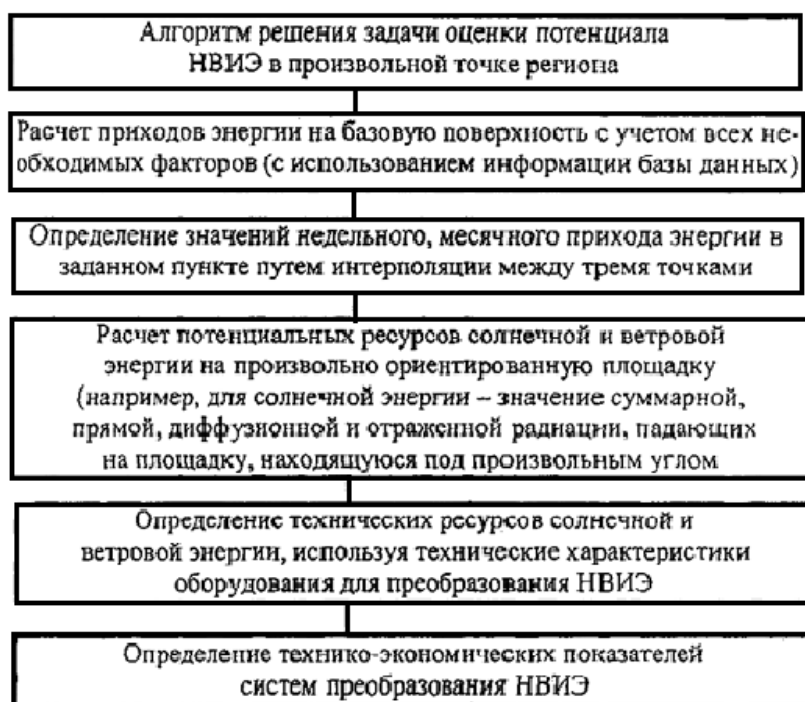 Алгоритм решения задачи оценки потенциала
НВИЭ в произвольной точке региона
Расчет приходов энергии на базовую поверхность с учетом всех не-
обходимых факторов (с использованием информации базы данных)
Определение значений недельного, месячного прихода энергии в
заданном пункте путем интерполяции между тремя точками
Расчет потенциальных ресурсов солнечной и ветровой
энергии на произвольно ориентированную площадку
(например, для солнечной энергии – значение суммарной,
прямой, диффузионной и отраженной радиации, падающих
на площадку, находящуюся под произвольным углом
Определение технических ресурсов солнечной и
ветровой энергии, используя технические характеристики
оборудования для преобразования НВИЭ
Определение технико-экономических показателей
систем преобразования НВИЭ